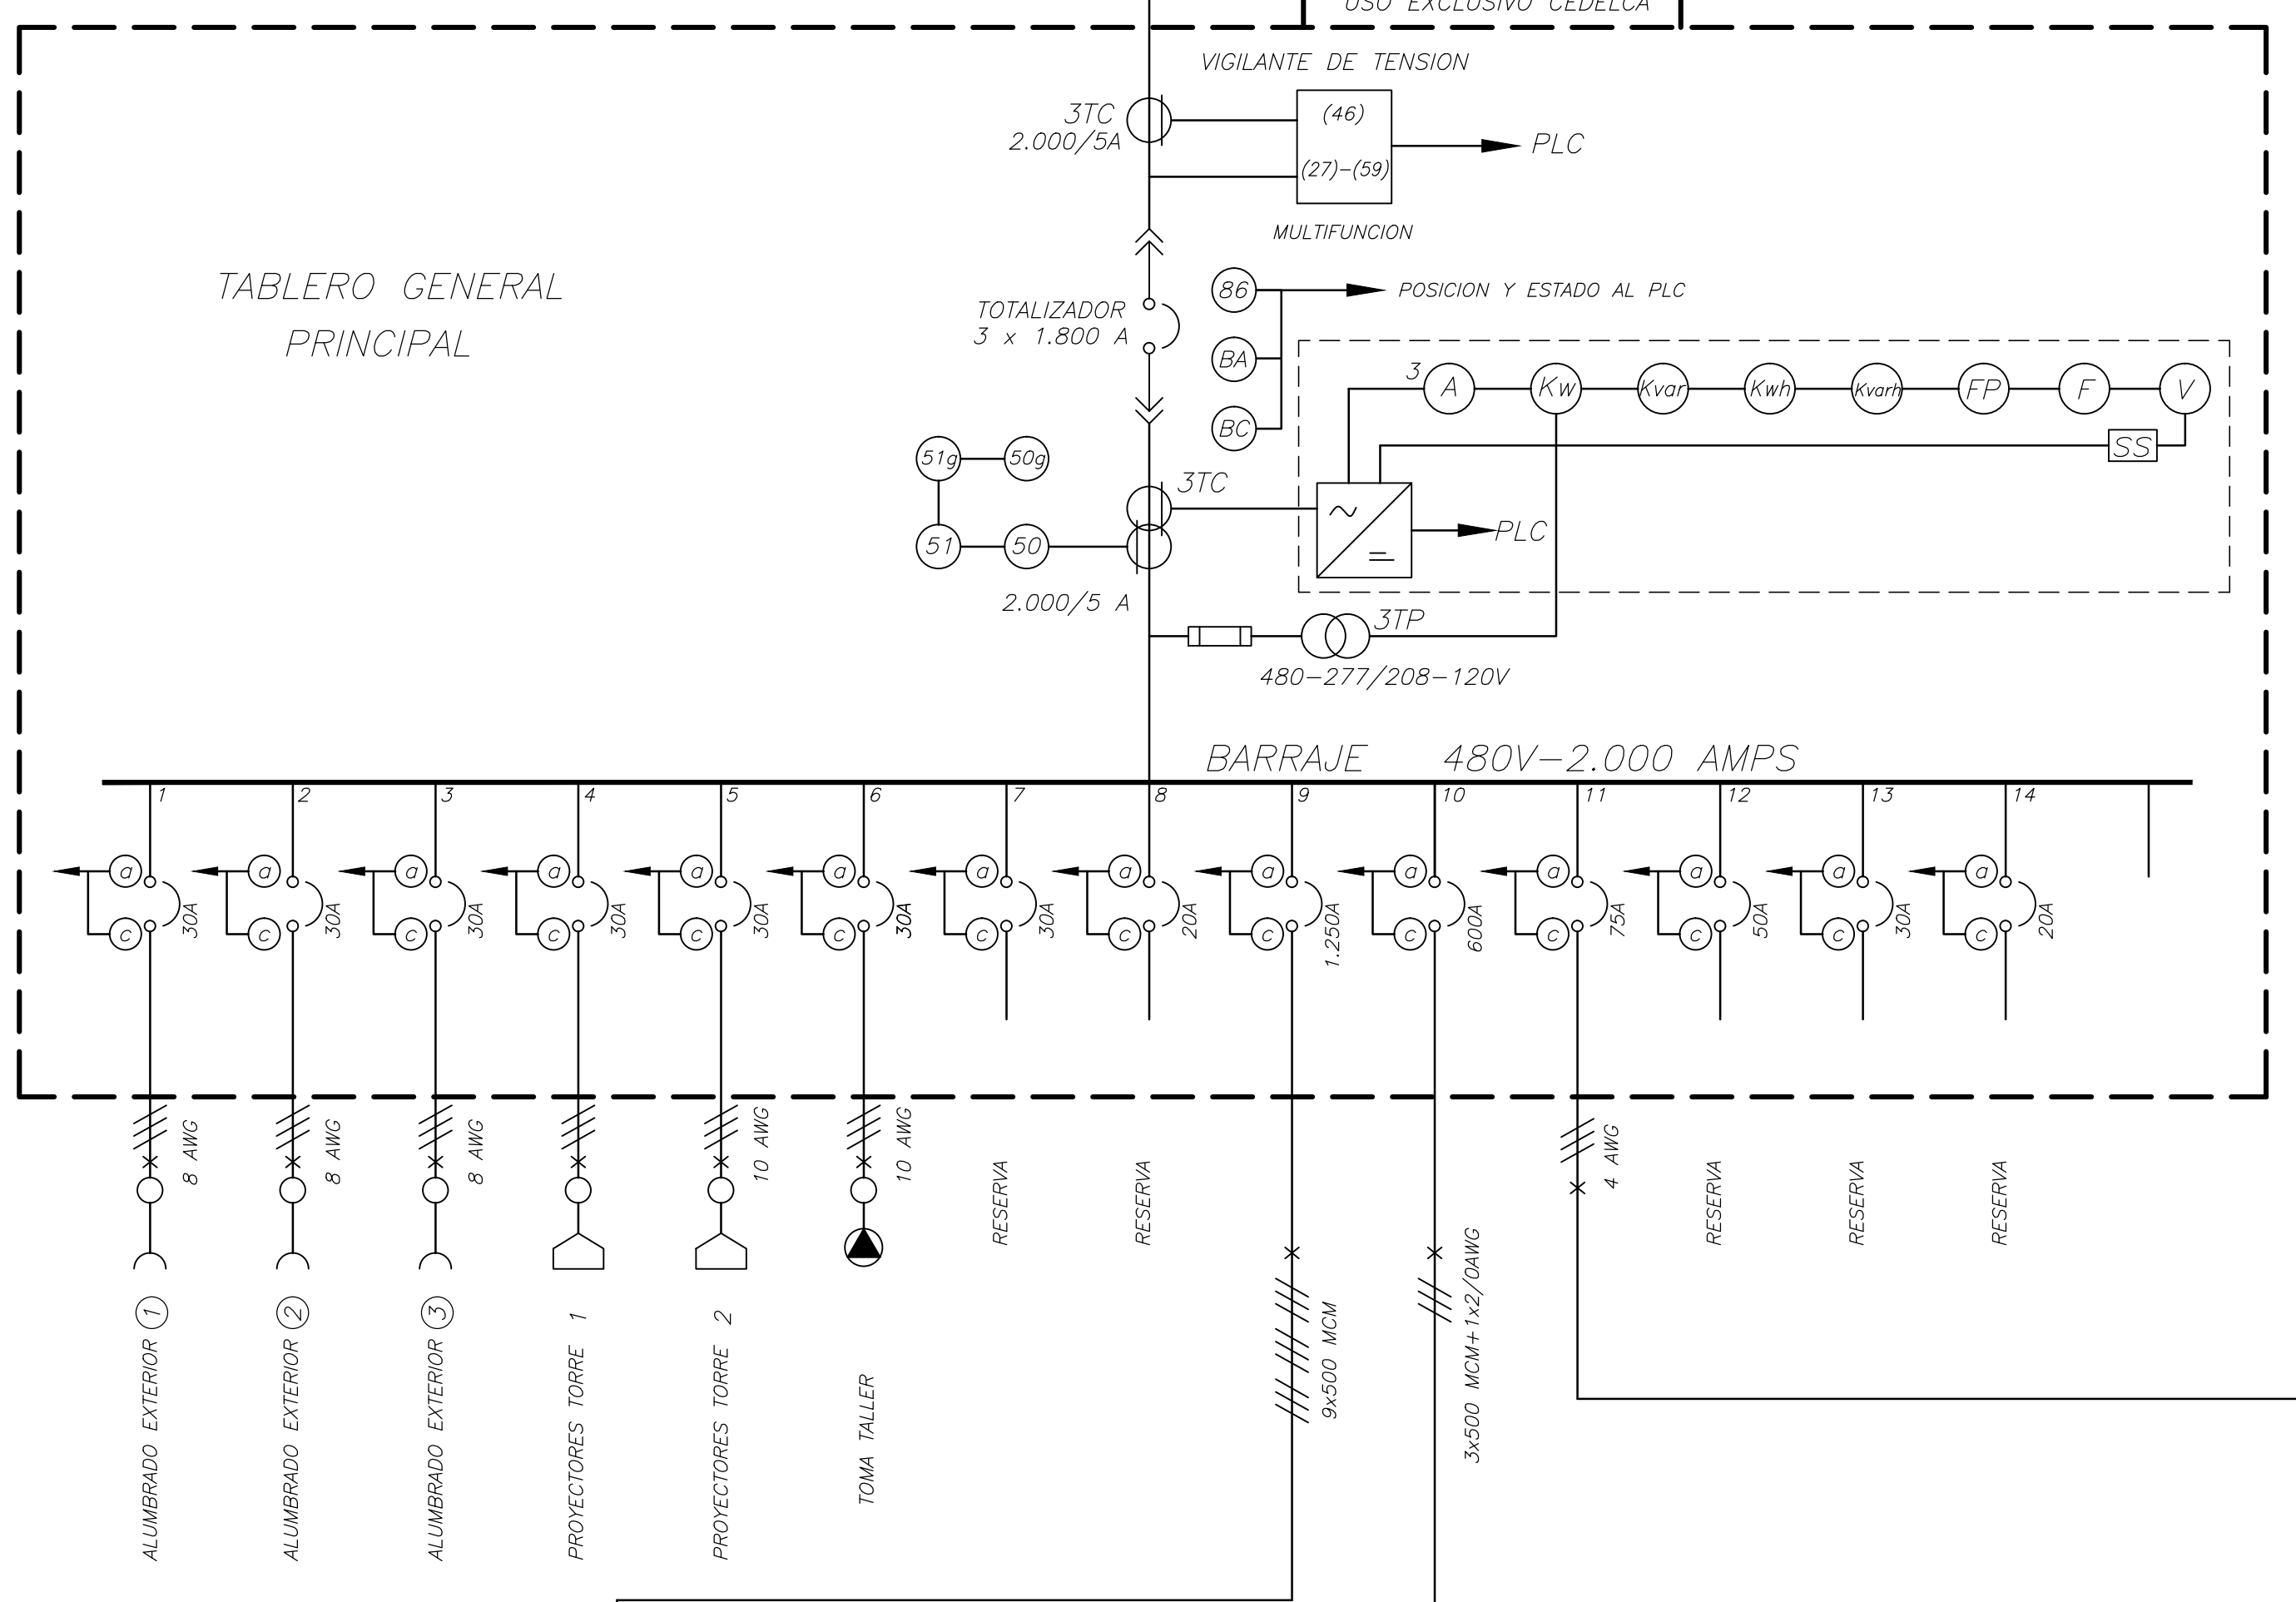 USO EXCLUSIVO CEDELCA
VIGILANTE DE TENSION
3TC
2.000/5A
(46)
(27)-(59)
PLC
MULTIFUNCION
TABLERO GENERAL
PRINCIPAL
TOTALIZADOR
3 x 1.800 A
86
POSICION Y ESTADO AL PLC
BA
BC
3
A
Kw
Kvar
Kwh
Kvarh
FP
F
V
SS
51g
50g
51
50
3TC
PLC
2.000/5 A
3TP
480-277/208-120V
BARRAJE 480V-2.000 AMPS
1
2
3
4
5
6
7
8
9
10
11
12
13
14
a
a
a
a
a
a
a
a
a
a
a
a
a
a
c
c
c
c
c
c
c
c
c
c
c
c
c
c
30A
30A
30A
30A
30A
30A
30A
20A
1.250A
600A
75A
50A
30A
20A
8 AWG
8 AWG
8 AWG
10 AWG
10 AWG
RESERVA
RESERVA
9x500 MCM
3x500 MCM+1x2/0AWG
4 AWG
RESERVA
RESERVA
RESERVA
ALUMBRADO EXTERIOR 1
ALUMBRADO EXTERIOR 2
ALUMBRADO EXTERIOR 3
PROYECTORES TORRE 1
PROYECTORES TORRE 2
TOMA TALLER